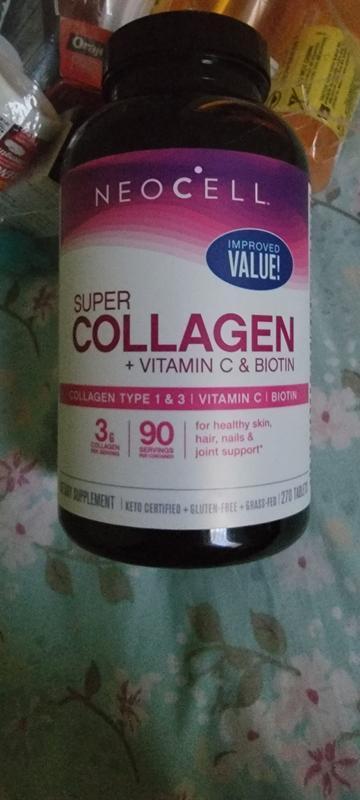 NEOCELL
IMPROVED
VALUE!
SUPER
COLLAGEN
+ VITAMIN C & BIOTIN
COLLAGEN TYPE 1 & 3 | VITAMIN C | BIOTIN
3G
COLLAGEN
PER SERVING
90
SERVINGS
PER CONTAINER
for healthy skin,
hair, nails &
joint support*
DIETARY SUPPLEMENT | KETO CERTIFIED + GLUTEN-FREE + GRASS-FED | 270 TABLETS